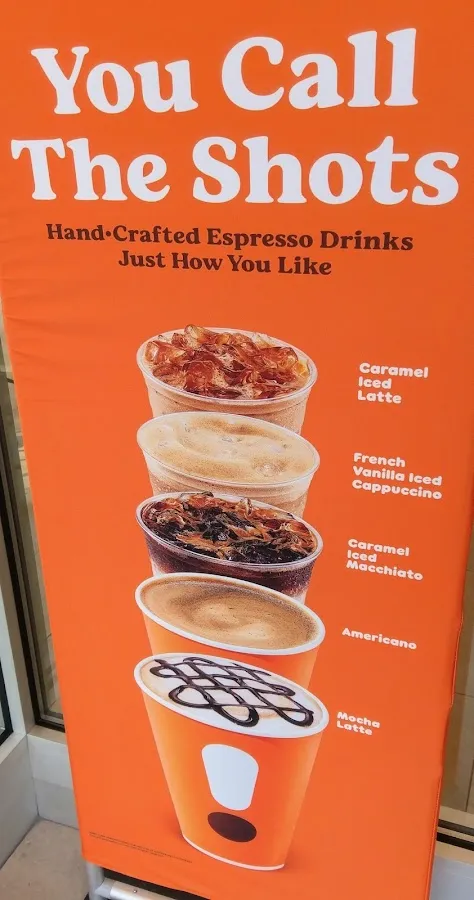 You Call
The Shots
Hand•Crafted Espresso Drinks
Just How You Like
Caramel
Iced
Latte
French
Vanilla Iced
Cappuccino
Caramel
Iced
Macchiato
Americano
Mocha
Latte